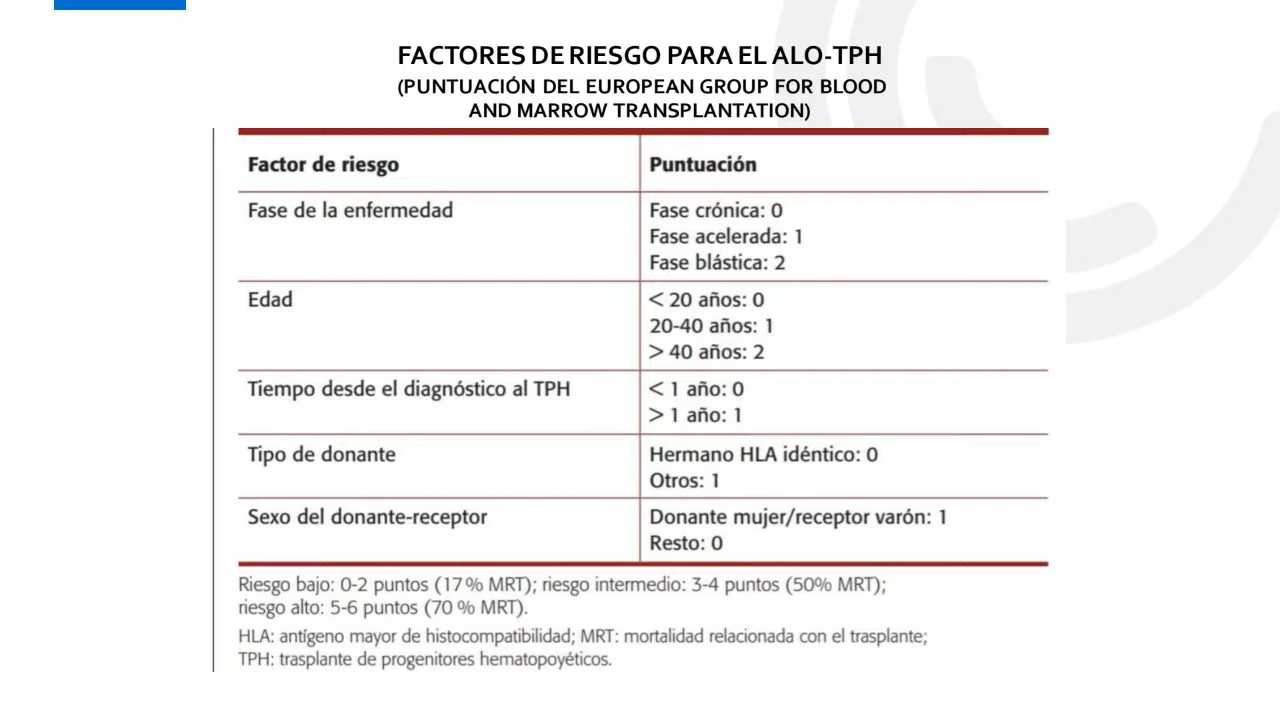 FACTORES DE RIESGO PARA EL ALO-TPH
(PUNTUACIÓN DEL EUROPEAN GROUP FOR BLOOD
AND MARROW TRANSPLANTATION)
Factor de riesgo
Puntuación
Fase de la enfermedad
Fase crónica: 0
Fase acelerada: 1
Fase blástica: 2
Edad
< 20 años: 0
20-40 años: 1
> 40 años: 2
Tiempo desde el diagnóstico al TPH
< 1 año: 0
> 1 año: 1
Tipo de donante
Hermano HLA idéntico: 0
Otros: 1
Sexo del donante-receptor
Donante mujer/receptor varón: 1
Resto: 0
Riesgo bajo: 0-2 puntos (17 % MRT); riesgo intermedio: 3-4 puntos (50% MRT);
riesgo alto: 5-6 puntos (70 % MRT).
HLA: antígeno mayor de histocompatibilidad; MRT: mortalidad relacionada con el trasplante;
TPH: trasplante de progenitores hematopoyéticos.